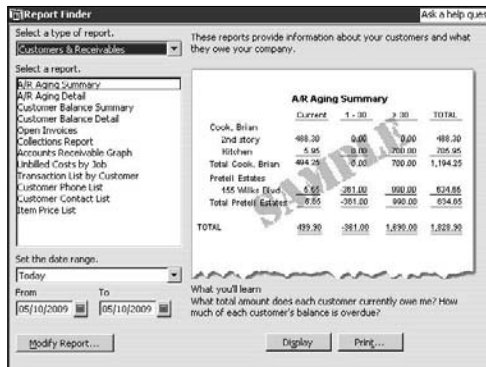 Report Finder
Ask a help ques
Select a type of report.
Customers & Receivables
Select a report.
A/R Aging Summary
A/R Aging Detail
Customer Balance Summary
Customer Balance Detail
Open Invoices
Collections Report
Accounts Receivable Graph
Unbilled Costs by Job
Transaction List by Customer
Customer Phone List
Customer Contact List
Item Price List
Set the date range.
Today
From To
05/10/2009 05/10/2009
Modify Report...
These reports provide information about your customers and what
they owe your company.
A/R Aging Summary
Current 1 - 30 > 30 TOTAL
Cook, Brian
2nd story 488.30 0.00 0.00 488.30
Kitchen 5.95 0.00 700.00 705.95
Total Cook, Brian 494.25 0.00 700.00 1,194.25
Pretell Estates
155 Wilks Blvd 5.65 -361.00 990.00 634.65
Total Pretell Estates 5.65 -361.00 990.00 634.65
TOTAL 499.90 -361.00 1,690.00 1,828.90
SAMPLE
What you'll learn
What total amount does each customer currently owe me? How
much of each customer's balance is overdue?
Display Print...